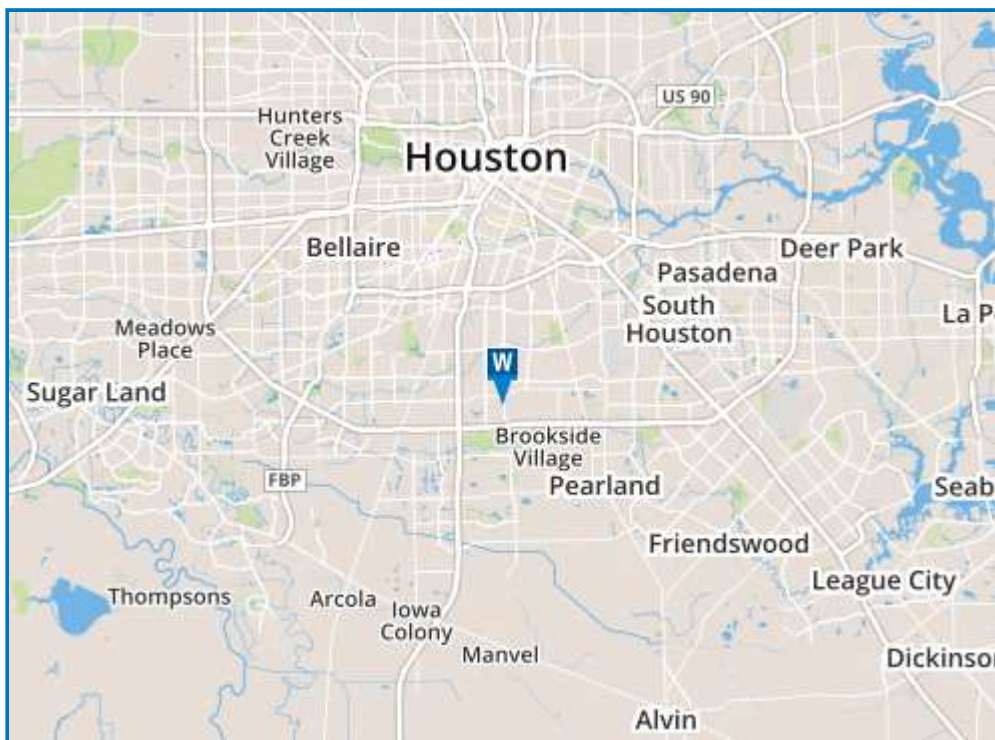 US 90
Hunters
Creek
Village
Houston
Bellaire
Deer Park
Pasadena
South
Houston
La P
Meadows
Place
W
Sugar Land
Brookside
Village
FBP
Pearland
Seab
Friendswood
League City
Thompsons
Arcola
Iowa
Colony
Manvel
Dickinson
Alvin